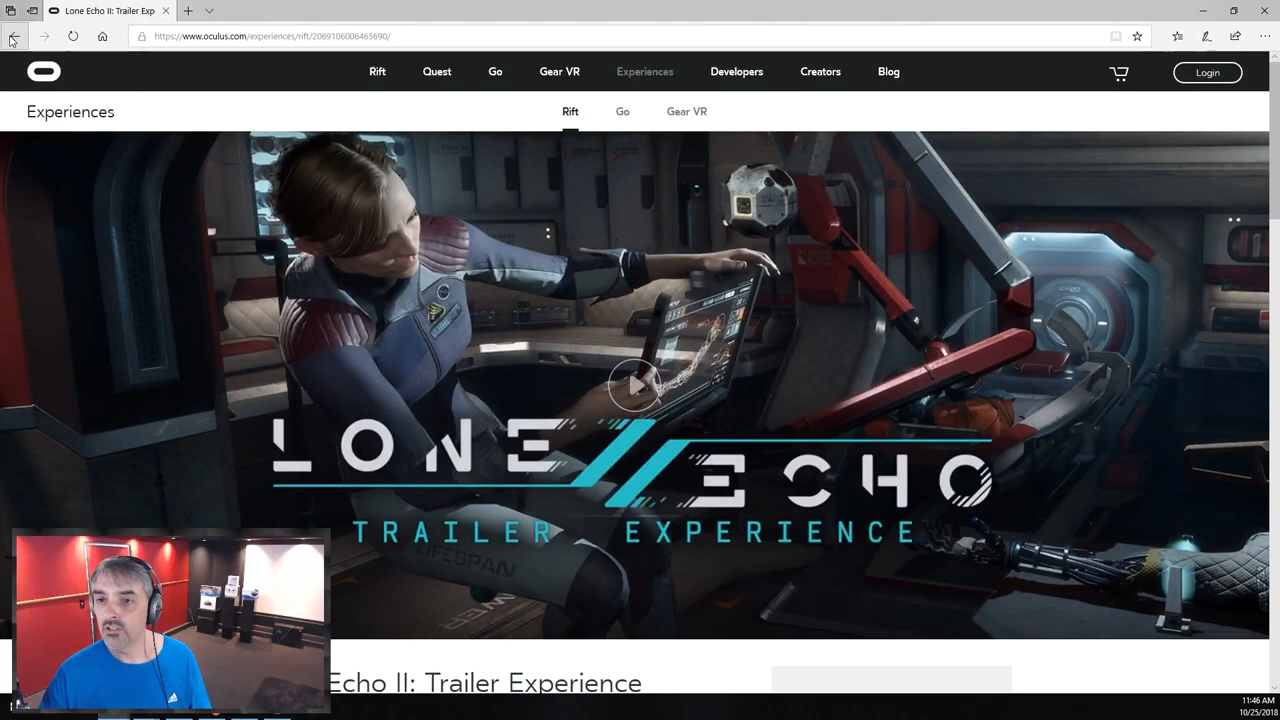 Lone Echo II: Trailer Exp
https://www.oculus.com/experiences/rift/2069106006465690/
Rift Quest Go Gear VR Experiences Developers Creators Blog Login
Experiences Rift Go Gear VR
LONE ECHO
TRAILER EXPERIENCE
LIFESPAN
Echo II: Trailer Experience
11:46 AM
10/25/2018